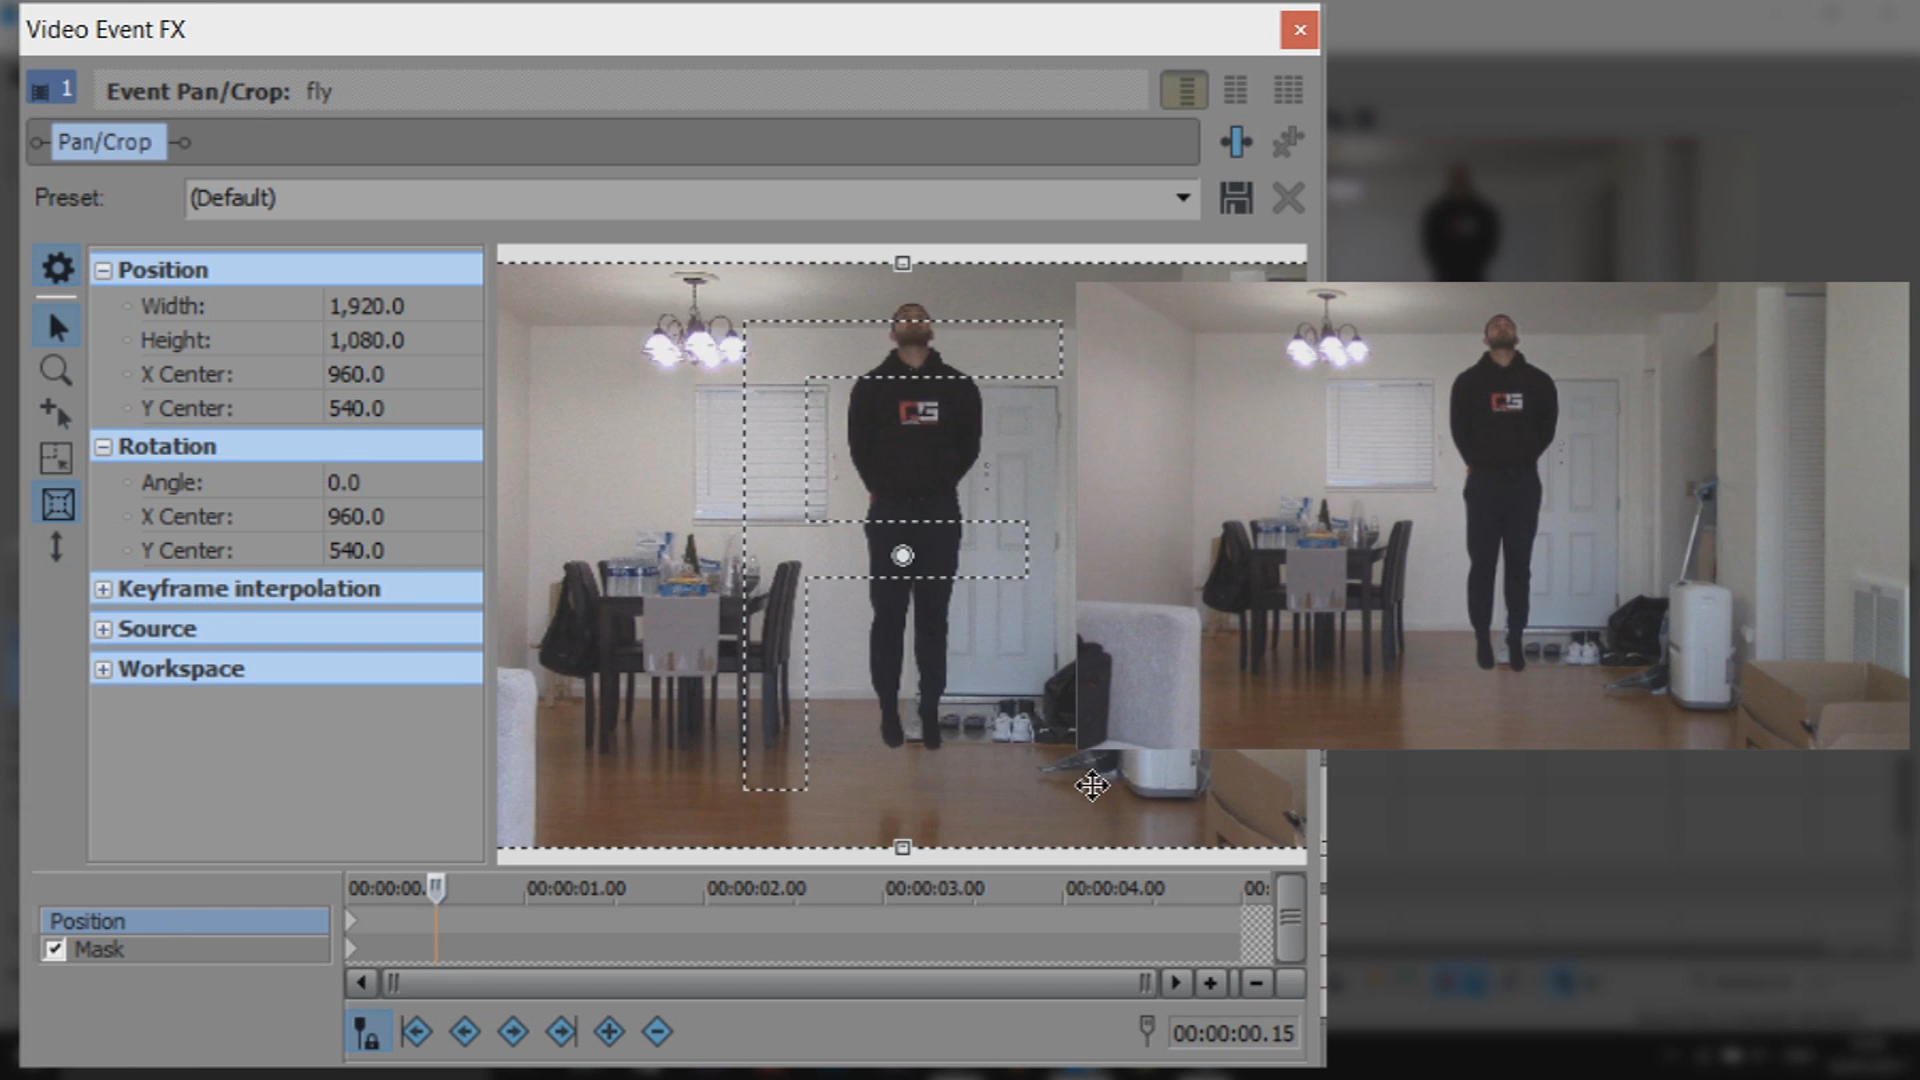 Video Event FX
1
Event Pan/Crop: fly
Pan/Crop
Preset:
(Default)
Position
Width: 1,920.0
Height: 1,080.0
X Center: 960.0
Y Center: 540.0
Rotation
Angle: 0.0
X Center: 960.0
Y Center: 540.0
Keyframe interpolation
Source
Workspace
00:00:00. 00:00:01.00 00:00:02.00 00:00:03.00 00:00:04.00 00:
Position
Mask
00:00:00.15